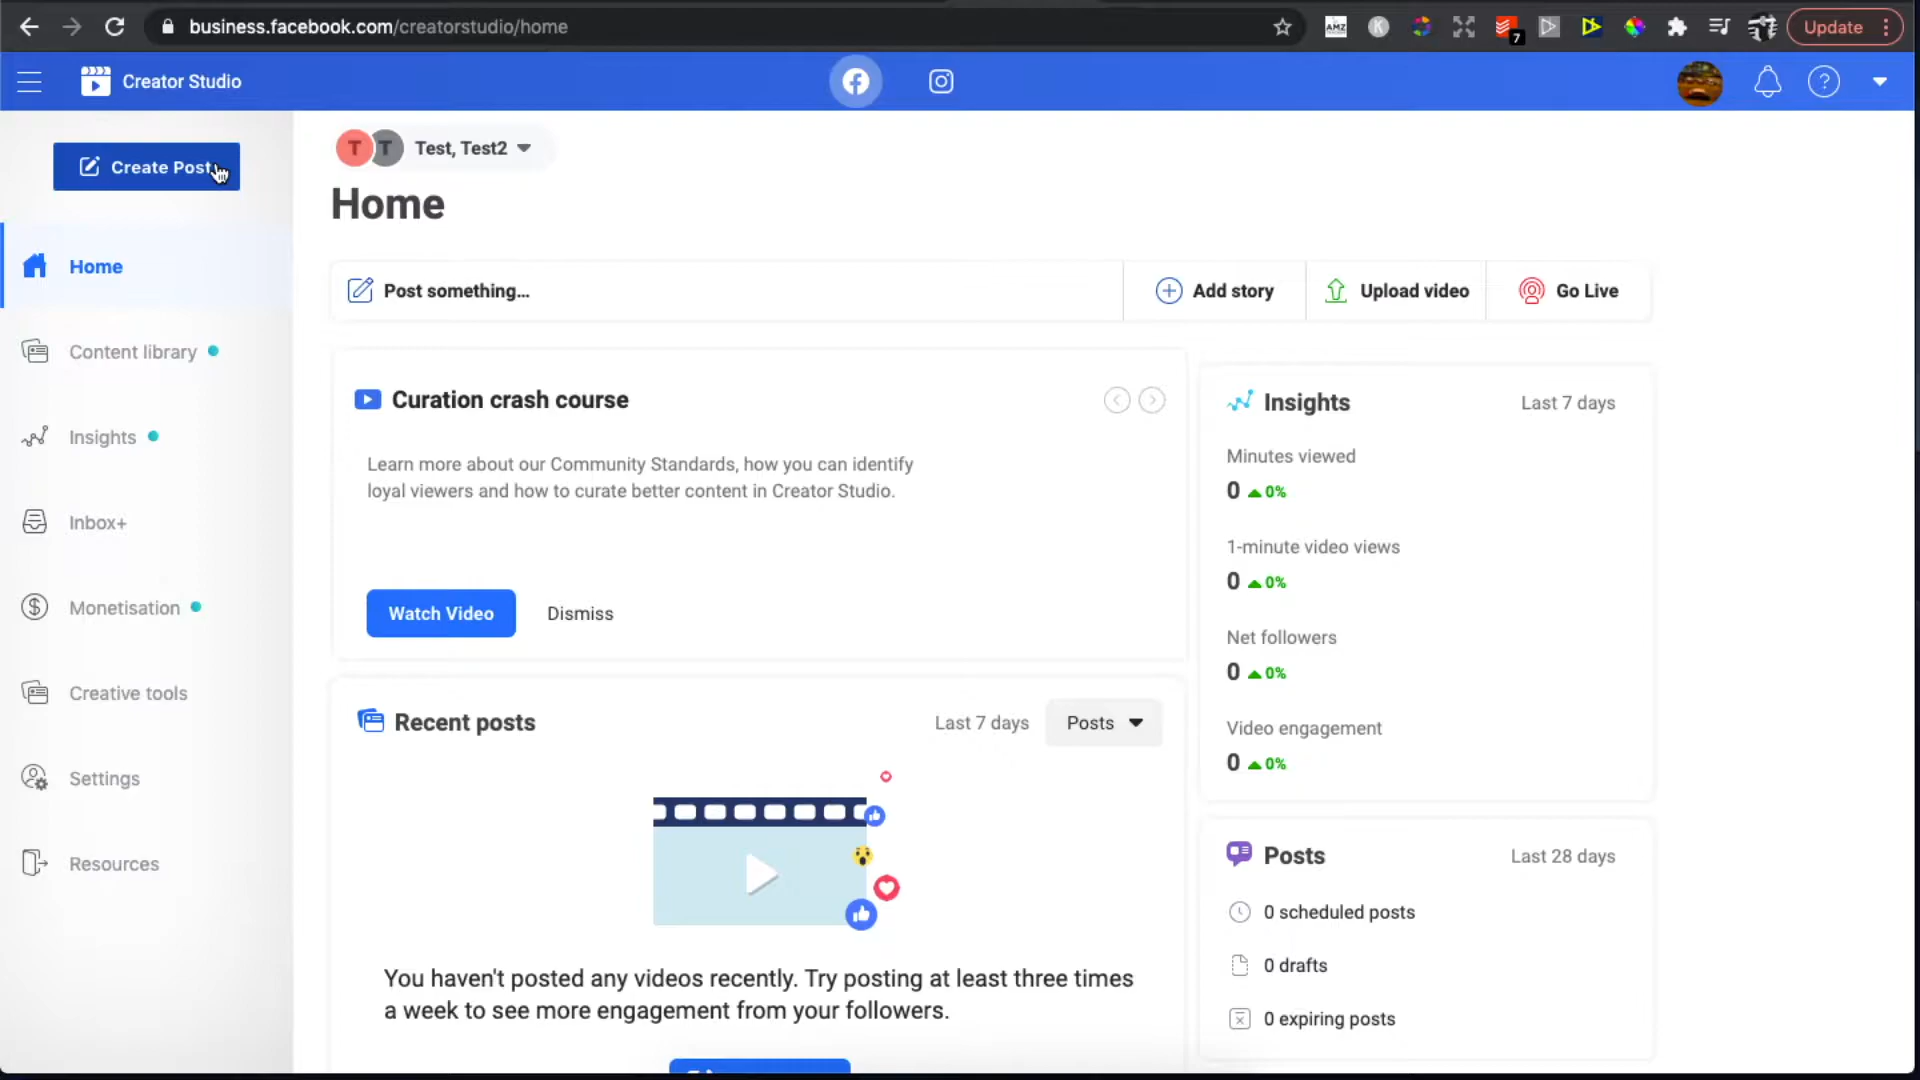 business.facebook.com/creatorstudio/home
AMZ
K
7
Update
Creator Studio
?
Create Post
T T Test, Test2
Home
Home
Post something...
Add story
Upload video
Go Live
Content library
Curation crash course
Insights
Last 7 days
Insights
Minutes viewed
Learn more about our Community Standards, how you can identify
loyal viewers and how to curate better content in Creator Studio.
0 0%
Inbox+
1-minute video views
0 0%
Monetisation
Watch Video
Dismiss
Net followers
0 0%
Creative tools
Recent posts
Last 7 days
Posts
Video engagement
0 0%
Settings
Resources
Posts
Last 28 days
0 scheduled posts
0 drafts
0 expiring posts
You haven't posted any videos recently. Try posting at least three times
a week to see more engagement from your followers.